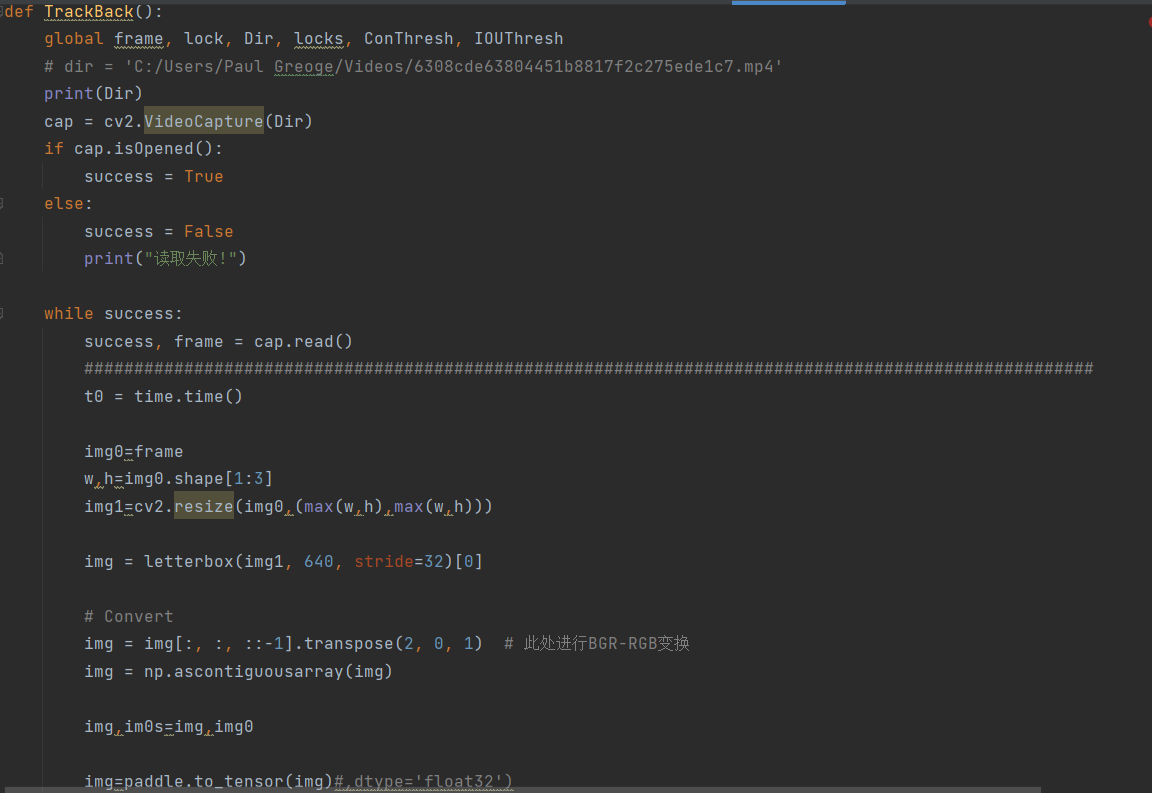 def TrackBack():
    global frame, lock, Dir, locks, ConThresh, IOUThresh
    # dir = 'C:/Users/Paul Greoge/Videos/6308cde63804451b8817f2c275ede1c7.mp4'
    print(Dir)
    cap = cv2.VideoCapture(Dir)
    if cap.isOpened():
        success = True
    else:
        success = False
        print("读取失败!")
    while success:
        success, frame = cap.read()
        #####################################################################################################
        t0 = time.time()
        img0=frame
        w,h=img0.shape[1:3]
        img1=cv2.resize(img0,(max(w,h),max(w,h)))
        img = letterbox(img1, 640, stride=32)[0]
        # Convert
        img = img[:, :, ::-1].transpose(2, 0, 1)  # 此处进行BGR-RGB变换
        img = np.ascontiguousarray(img)
        img,im0s=img,img0
        img=paddle.to_tensor(img)#,dtype='float32')